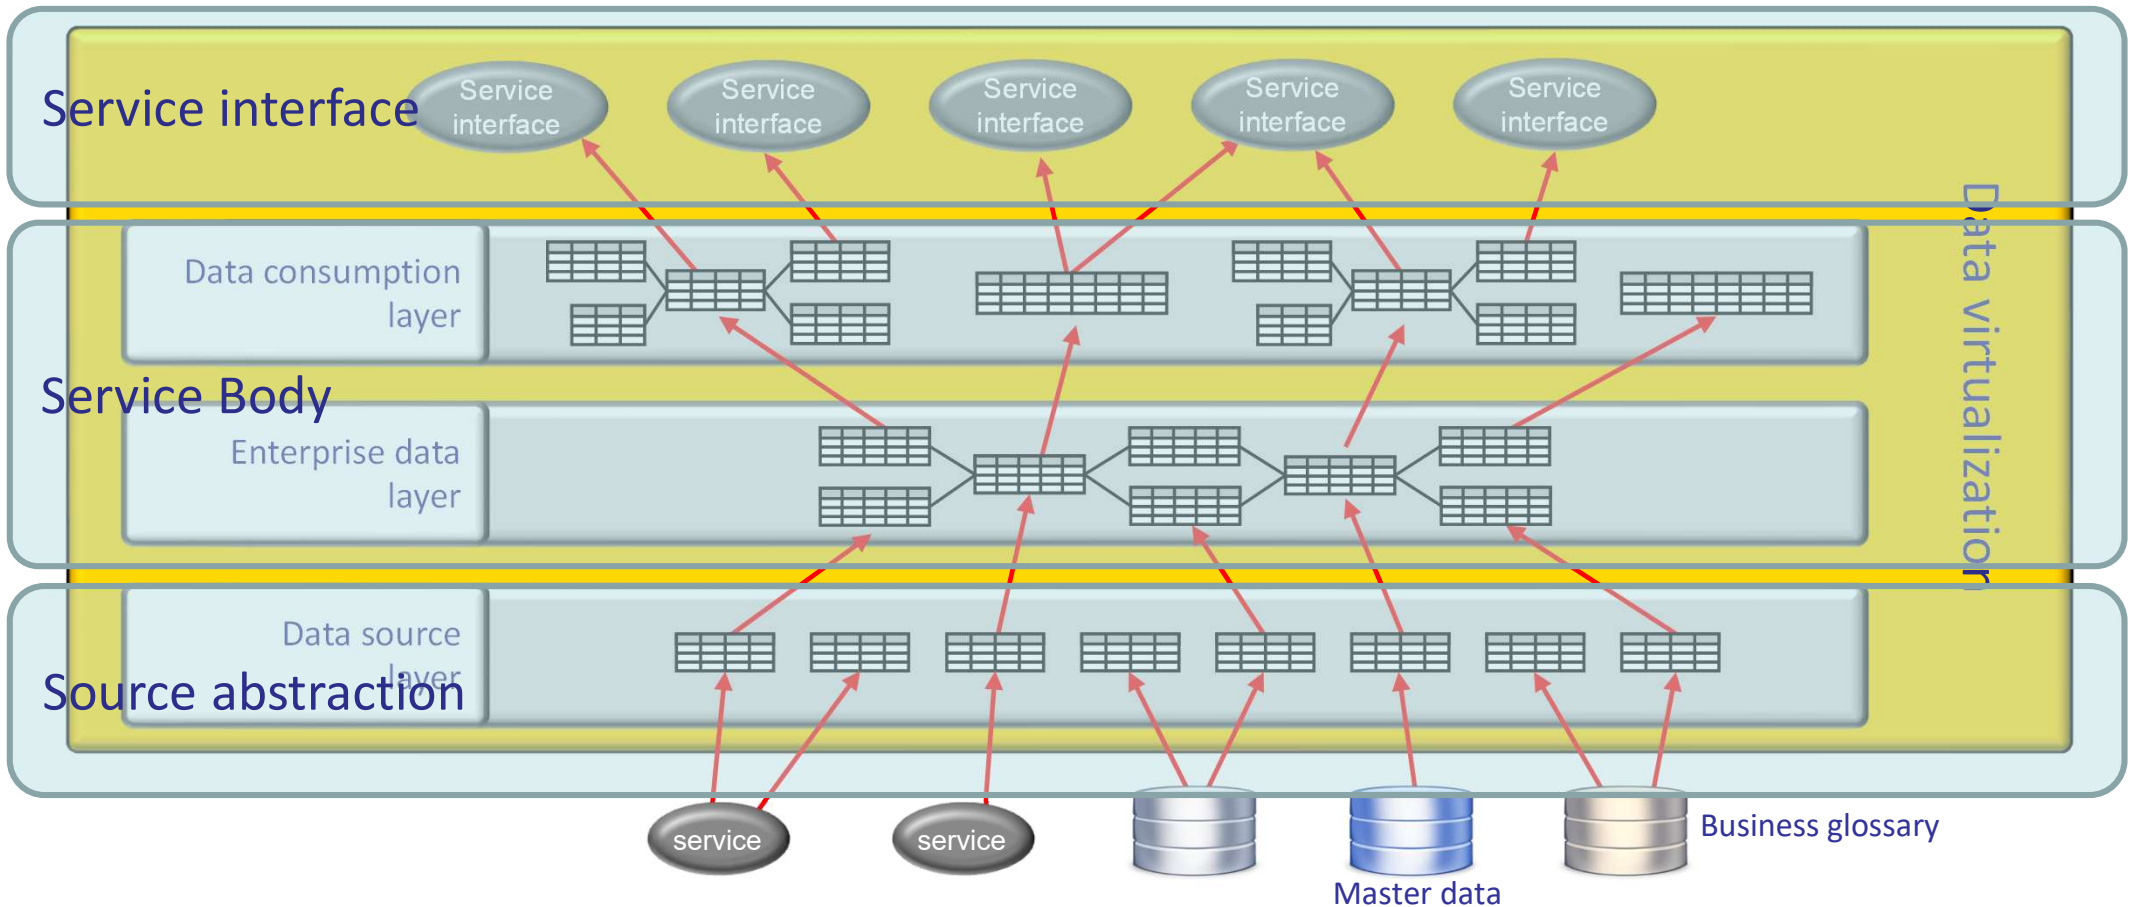 Service interface
Service
interface
Service
interface
Service
interface
Service
interface
Service
interface
Data virtualization
Data consumption
layer
Service Body
Enterprise data
layer
Data source
layer
Source abstraction
service
service
Business glossary
Master data